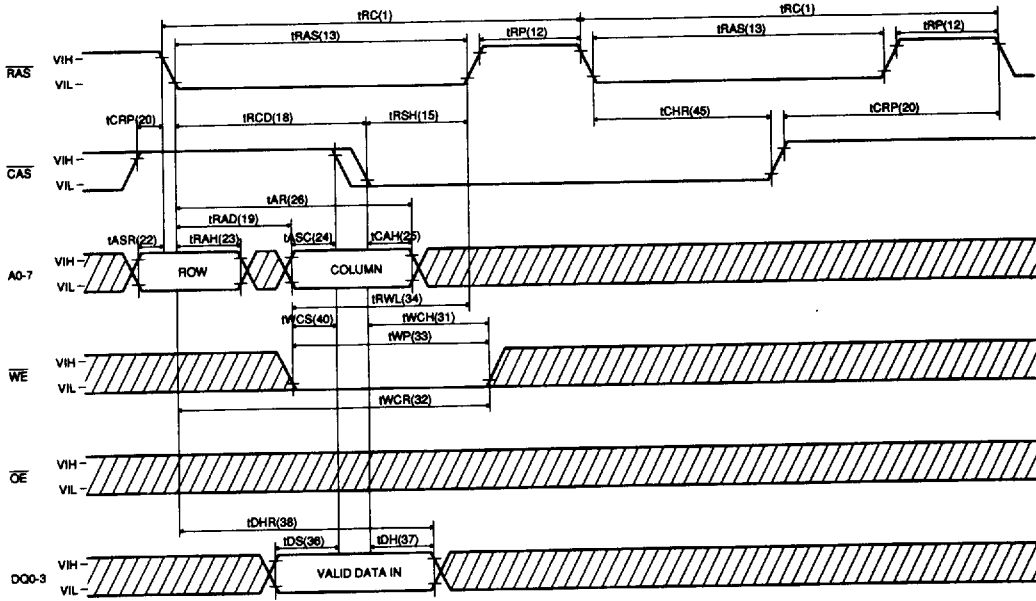 tRC(1) tRC(1)
tRAS(13) tRP(12) tRAS(13) tRP(12)
RAS VIH
VIL
tCRP(20) tRCD(18) tRSH(15) tCHR(45) tCRP(20)
CAS VIH
VIL
tAR(26)
tRAD(19)
tASR(22) tRAH(23) tASC(24) tCAH(25)
A0-7 VIH
VIL
ROW COLUMN
tRWL(34)
tWCS(40) tWCH(31)
tWP(33)
WE VIH
VIL
tWCR(32)
OE VIH
VIL
tDHR(38)
tDS(36) tDH(37)
DQ0-3 VIH
VIL
VALID DATA IN